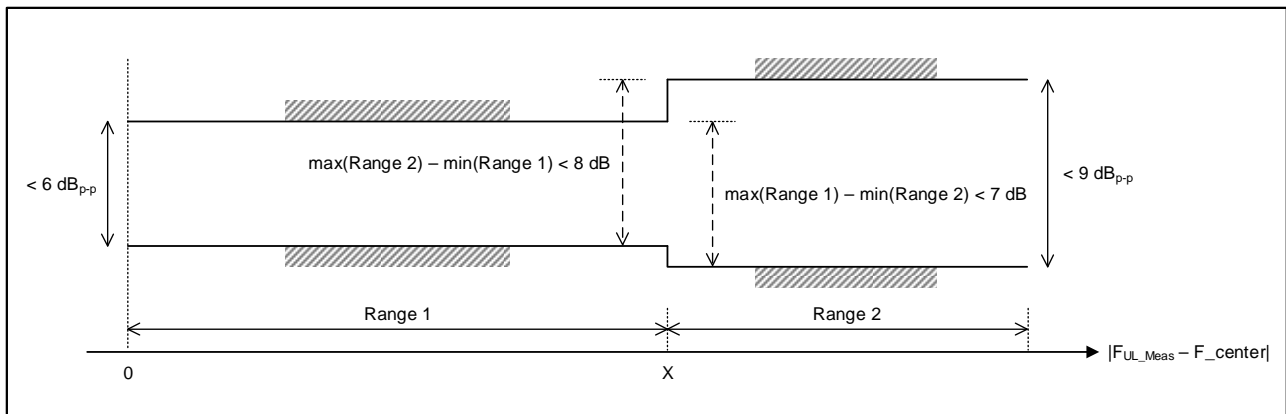 max(Range 2) – min(Range 1) < 8 dB
< 6 dBp-p
max(Range 1) – min(Range 2) < 7 dB
< 9 dBp-p
Range 1
Range 2
|FUL_Meas – F_center|
0
X